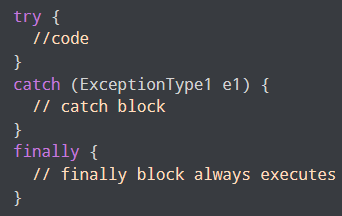 try {
//code
}
catch (ExceptionType1 e1) {
// catch block
}
finally {
// finally block always executes
}